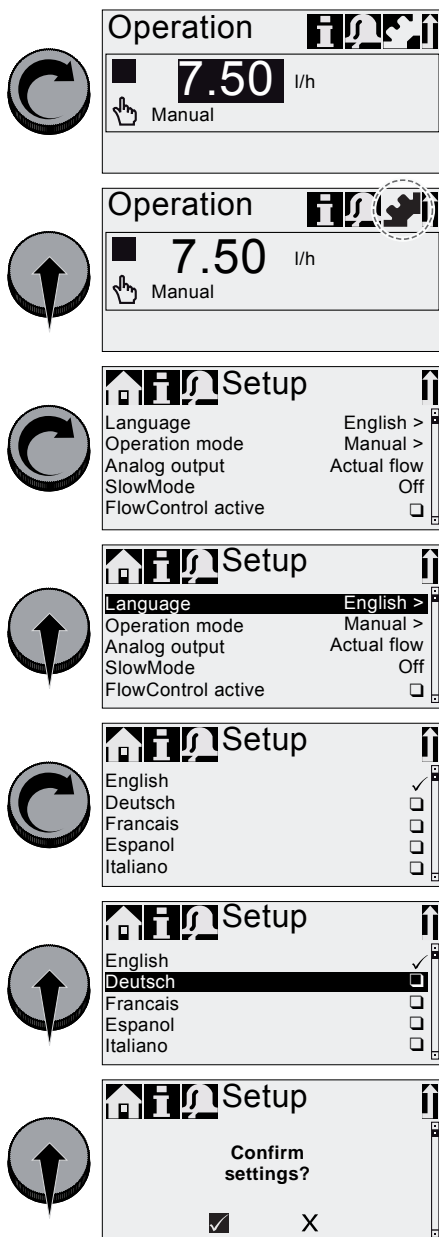 Operation
7.50 l/h
Manual
Operation
7.50 l/h
Manual
Setup
Language English >
Operation mode Manual >
Analog output Actual flow
SlowMode Off
FlowControl active
Setup
Language English >
Operation mode Manual >
Analog output Actual flow
SlowMode Off
FlowControl active
Setup
English
Deutsch
Francais
Espanol
Italiano
Setup
English
Deutsch
Francais
Espanol
Italiano
Setup
Confirm
settings?
X